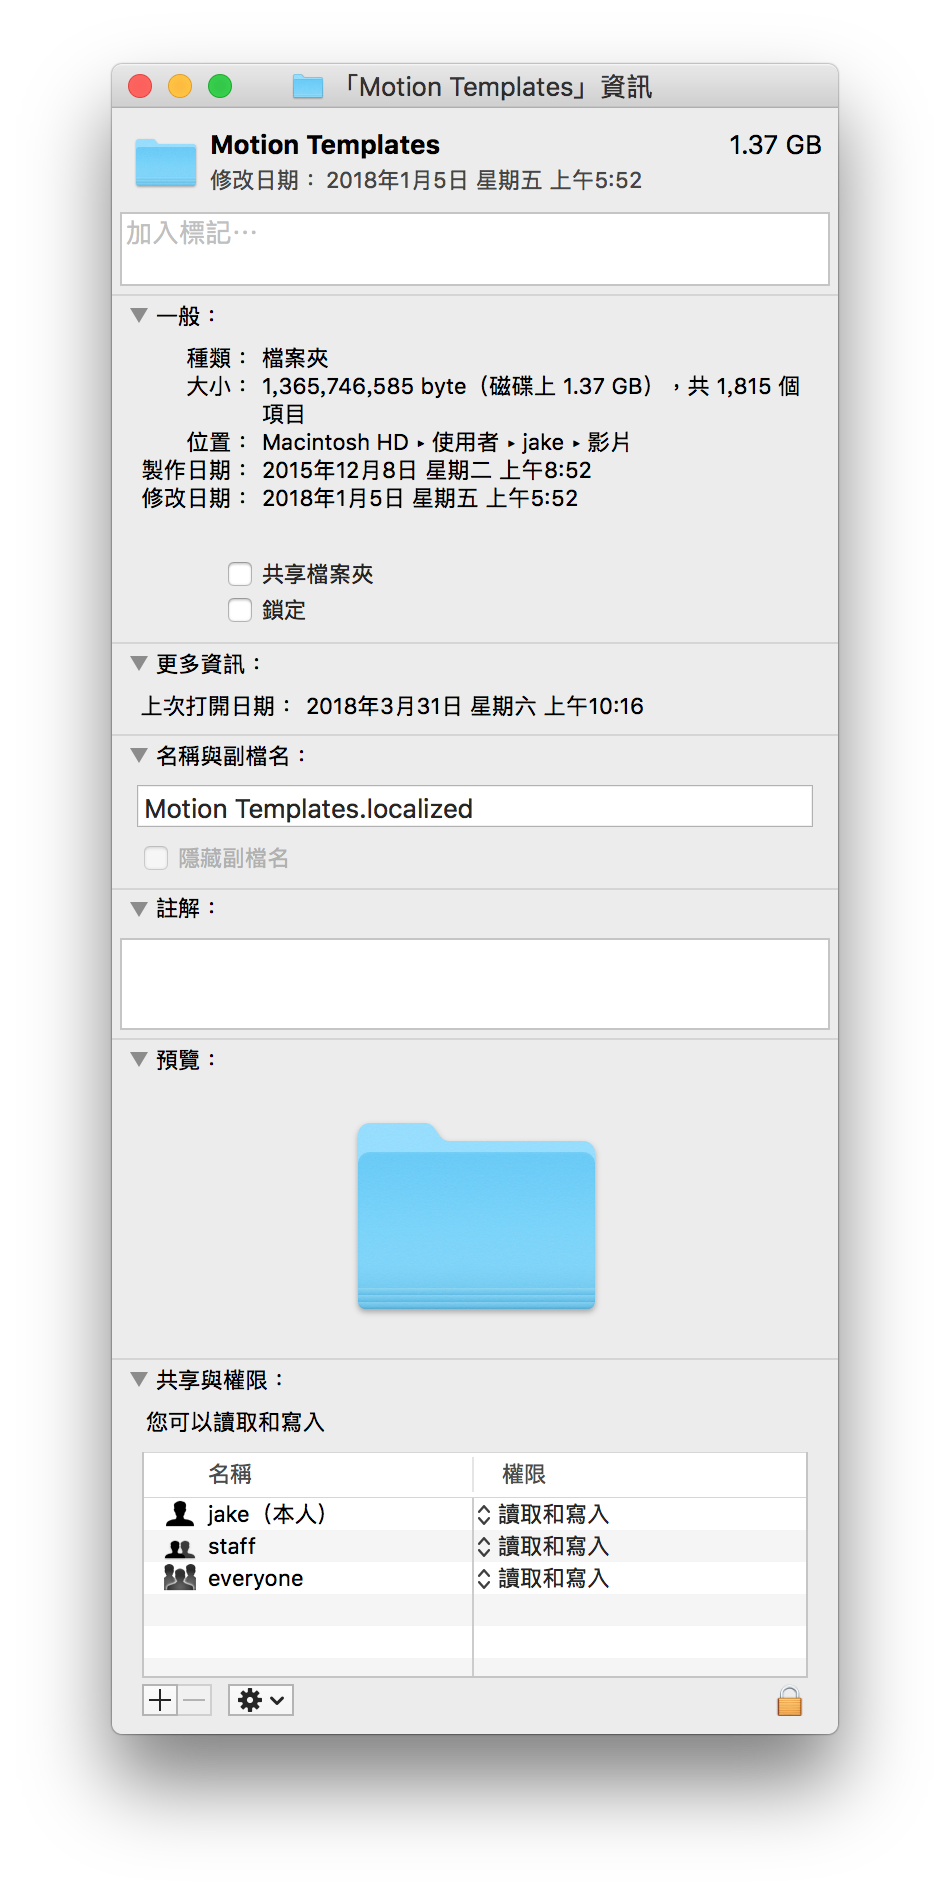 「Motion Templates」資訊
Motion Templates 1.37 GB
修改日期： 2018年1月5日 星期五 上午5:52
加入標記⋯
一般：
種類： 檔案夾
大小： 1,365,746,585 byte（磁碟上 1.37 GB），共 1,815 個
項目
位置： Macintosh HD ▸ 使用者 ▸ jake ▸ 影片
製作日期： 2015年12月8日 星期二 上午8:52
修改日期： 2018年1月5日 星期五 上午5:52
共享檔案夾
鎖定
更多資訊：
上次打開日期： 2018年3月31日 星期六 上午10:16
名稱與副檔名：
Motion Templates.localized
隱藏副檔名
註解：
預覽：
共享與權限：
您可以讀取和寫入
名稱 權限
jake（本人） 讀取和寫入
staff 讀取和寫入
everyone 讀取和寫入